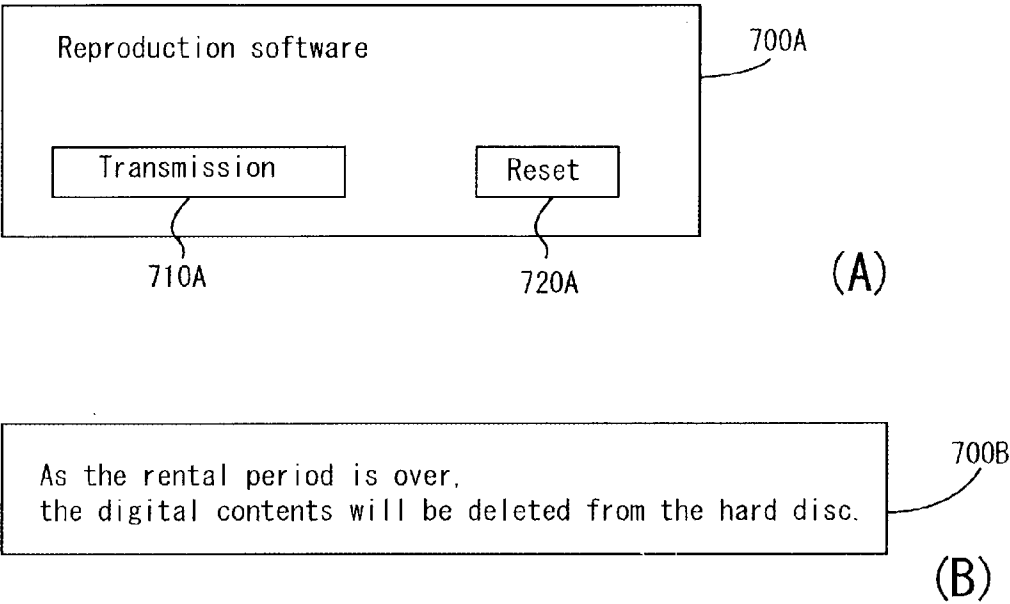 Reproduction software
700A
Transmission
Reset
710A
720A
(A)
As the rental period is over,
the digital contents will be deleted from the hard disc.
700B
(B)